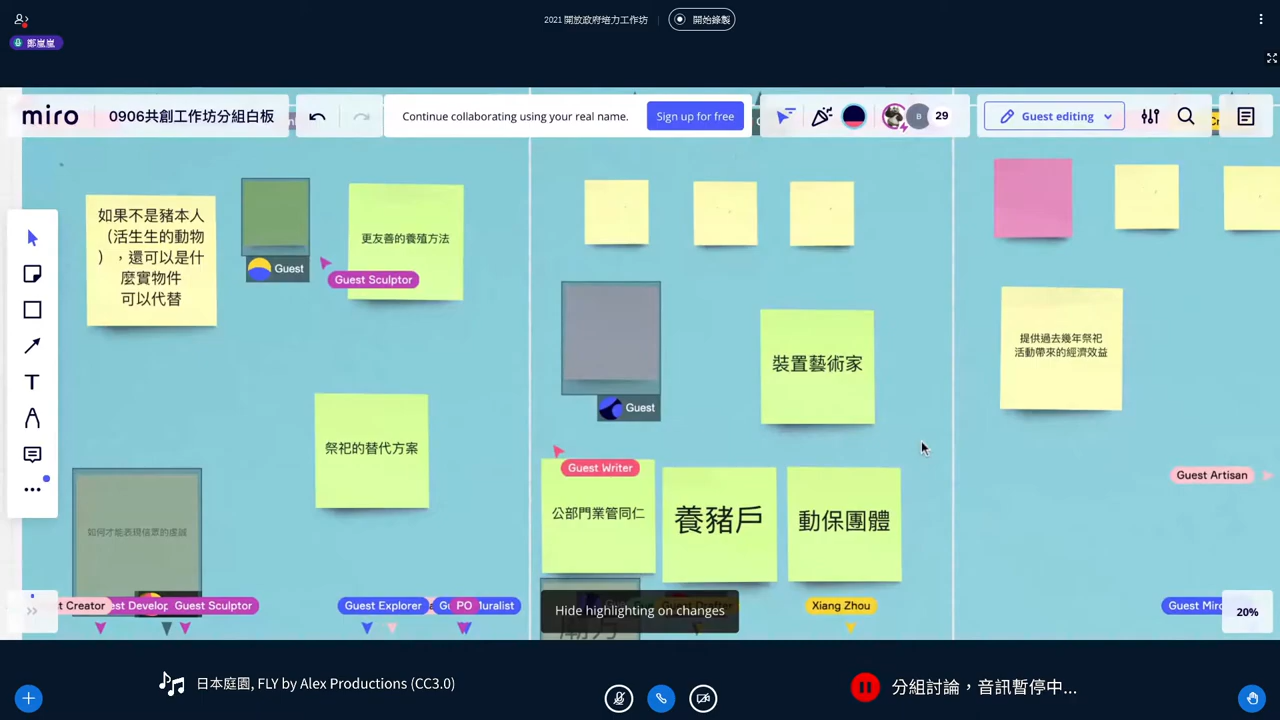 2021 開放政府培力工作坊
開始錄製
鄭嵐嵐
miro
0906共創工作坊分組白板
Continue collaborating using your real name.
Sign up for free
B
29
Guest editing
如果不是豬本人
（活生生的動物
），還可以是什
麼實物件
可以代替
Guest
更友善的養殖方法
Guest Sculptor
提供過去幾年祭祀
活動帶來的經濟效益
裝置藝術家
Guest
祭祀的替代方案
Guest Writer
Guest Artisan
公部門業管同仁
養豬戶
動保團體
如何才能表現信眾的虔誠
t Creator
est Develop
Guest Sculptor
Guest Explorer
PO
uralist
Hide highlighting on changes
Xiang Zhou
Guest Miro
20%
日本庭園, FLY by Alex Productions (CC3.0)
分組討論，音訊暫停中...